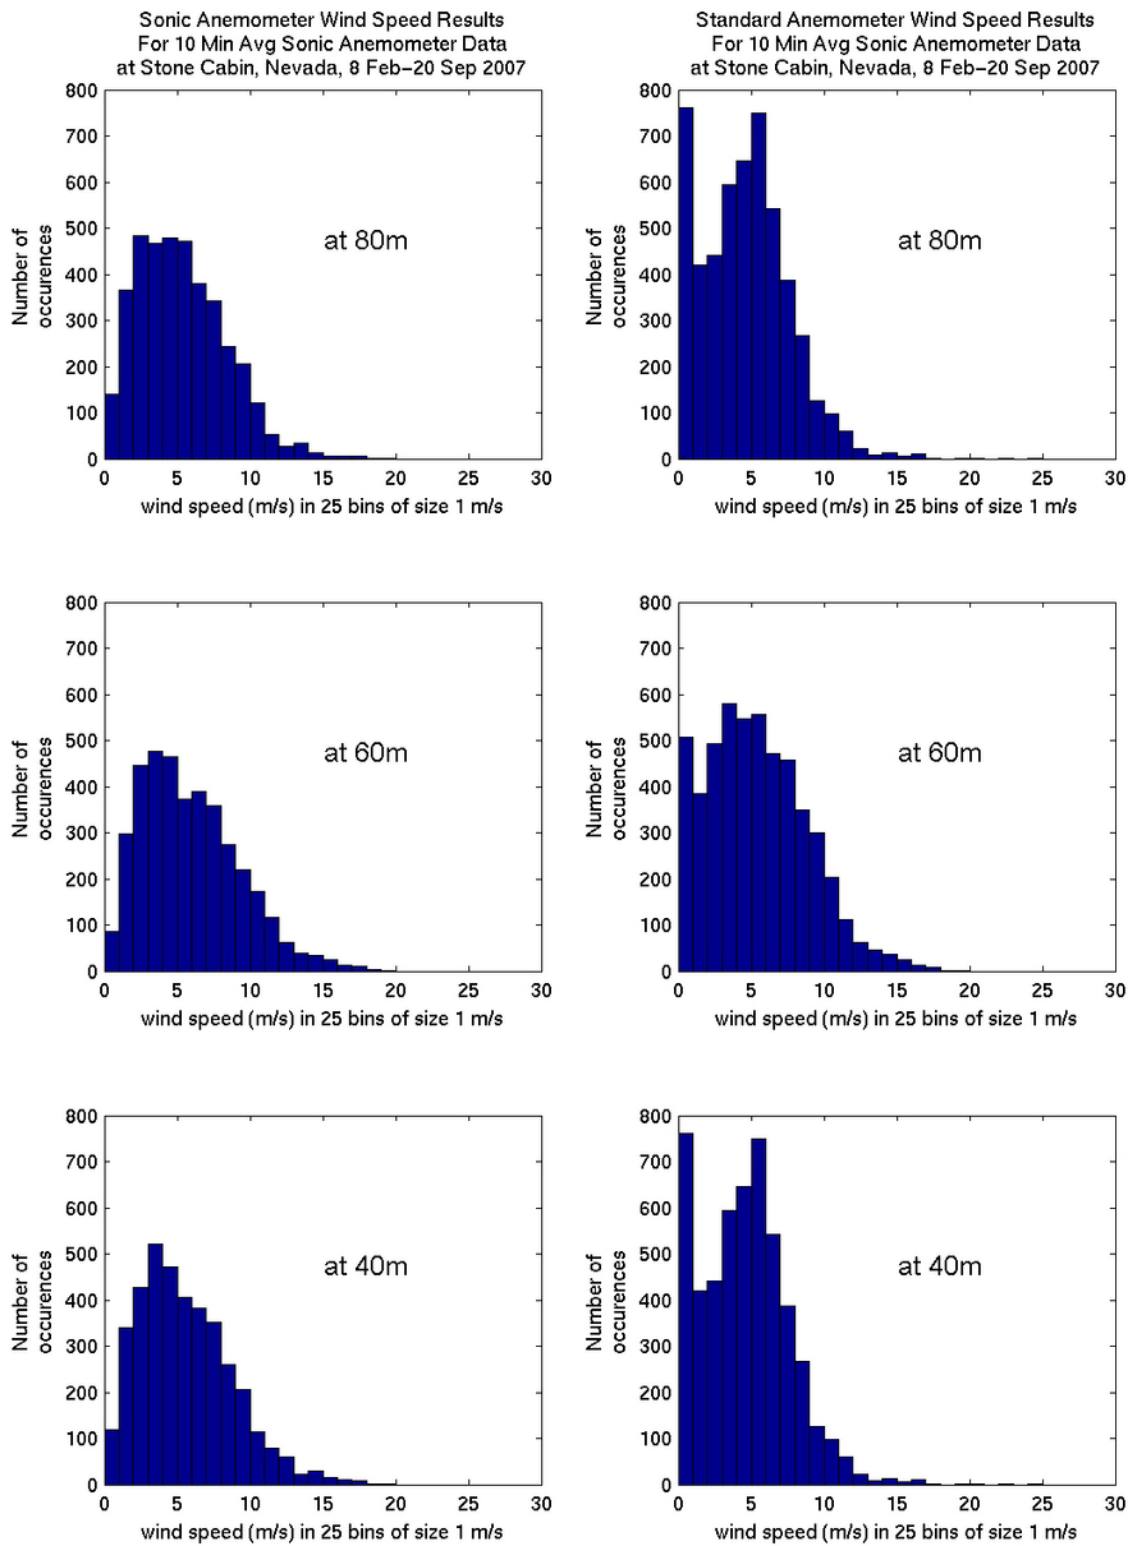 Sonic Anemometer Wind Speed Results
For 10 Min Avg Sonic Anemometer Data
at Stone Cabin, Nevada, 8 Feb–20 Sep 2007
800
700
600
500
400
300
200
100
0
Number of
occurences
at 80m
0 5 10 15 20 25 30
wind speed (m/s) in 25 bins of size 1 m/s
Standard Anemometer Wind Speed Results
For 10 Min Avg Sonic Anemometer Data
at Stone Cabin, Nevada, 8 Feb–20 Sep 2007
800
700
600
500
400
300
200
100
0
Number of
occurences
at 80m
0 5 10 15 20 25 30
wind speed (m/s) in 25 bins of size 1 m/s
800
700
600
500
400
300
200
100
0
Number of
occurences
at 60m
0 5 10 15 20 25 30
wind speed (m/s) in 25 bins of size 1 m/s
800
700
600
500
400
300
200
100
0
Number of
occurences
at 60m
0 5 10 15 20 25 30
wind speed (m/s) in 25 bins of size 1 m/s
800
700
600
500
400
300
200
100
0
Number of
occurences
at 40m
0 5 10 15 20 25 30
wind speed (m/s) in 25 bins of size 1 m/s
800
700
600
500
400
300
200
100
0
Number of
occurences
at 40m
0 5 10 15 20 25 30
wind speed (m/s) in 25 bins of size 1 m/s